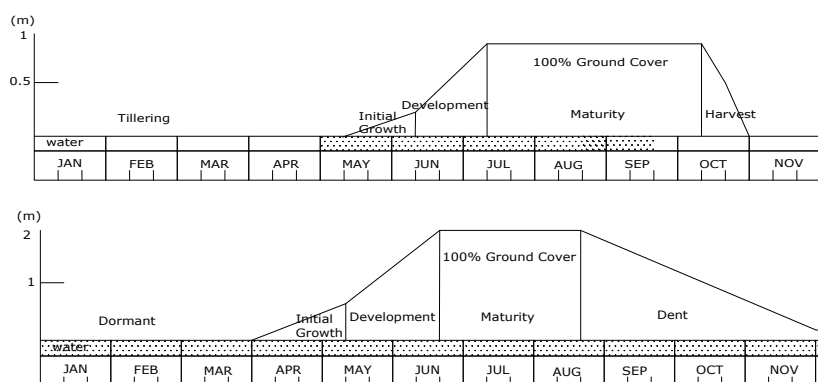 (m)
1
0.5
100% Ground Cover
Tillering
Initial
Growth
Development
Maturity
Harvest
water
JAN FEB MAR APR MAY JUN JUL AUG SEP OCT NOV
(m)
2
1
100% Ground Cover
Dormant
Initial
Growth
Development
Maturity
Dent
water
JAN FEB MAR APR MAY JUN JUL AUG SEP OCT NOV